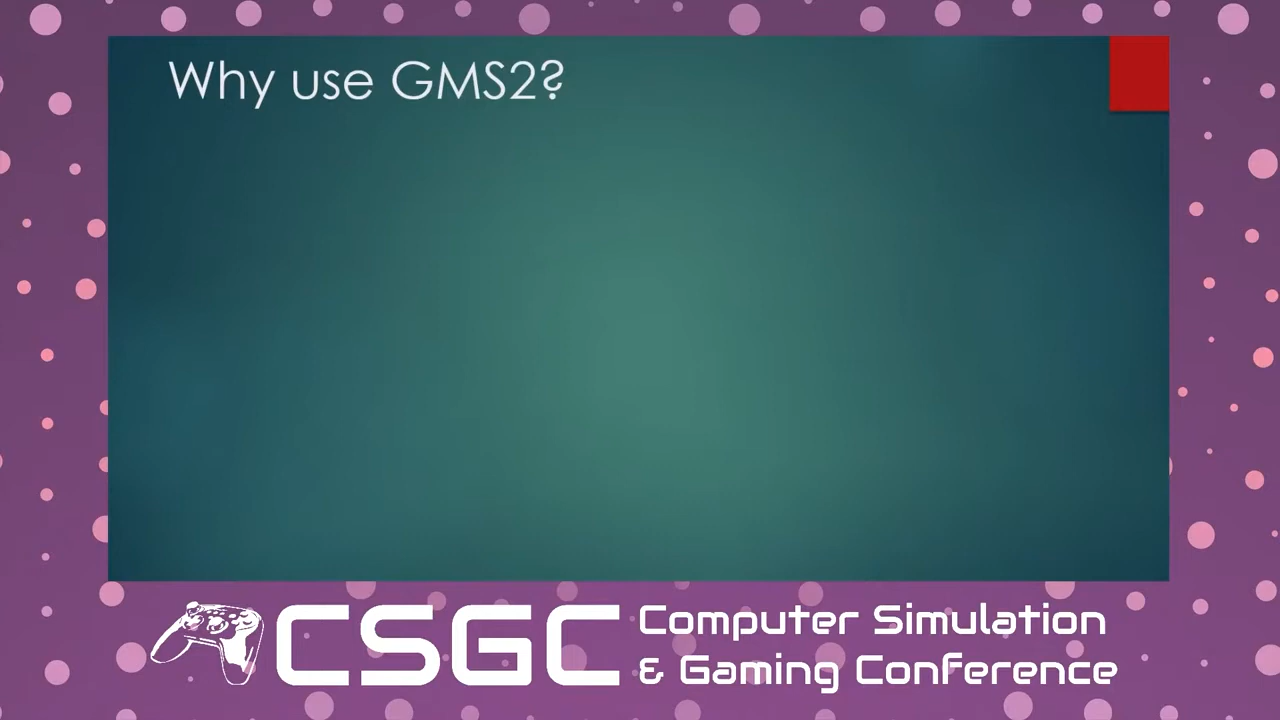 Why use GMS2?
CSGC
Computer Simulation
& Gaming Conference